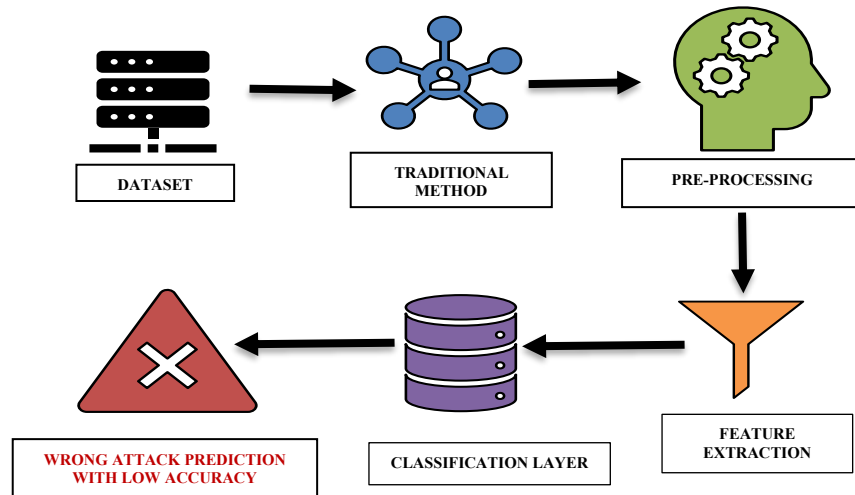 DATASET
TRADITIONAL
METHOD
PRE-PROCESSING
WRONG ATTACK PREDICTION
WITH LOW ACCURACY
CLASSIFICATION LAYER
FEATURE
EXTRACTION